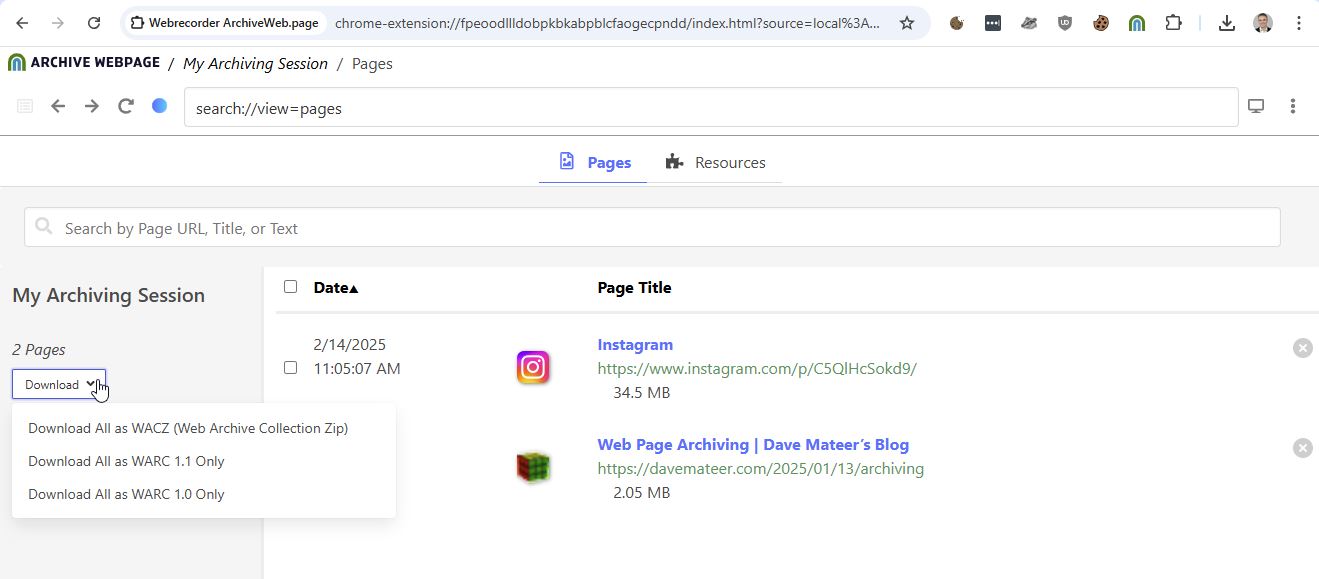 Webrecorder ArchiveWeb.page chrome-extension://fpeoodllldobpkbkabpblcfaogecpndd/index.html?source=local%3A...
ARCHIVE WEBPAGE / My Archiving Session / Pages
search://view=pages
Pages Resources
Search by Page URL, Title, or Text
My Archiving Session
2 Pages
Download
Download All as WACZ (Web Archive Collection Zip)
Download All as WARC 1.1 Only
Download All as WARC 1.0 Only
Date▲ Page Title
2/14/2025 Instagram
11:05:07 AM https://www.instagram.com/p/C5QlHcSokd9/
34.5 MB
Web Page Archiving | Dave Mateer’s Blog
https://davemateer.com/2025/01/13/archiving
2.05 MB